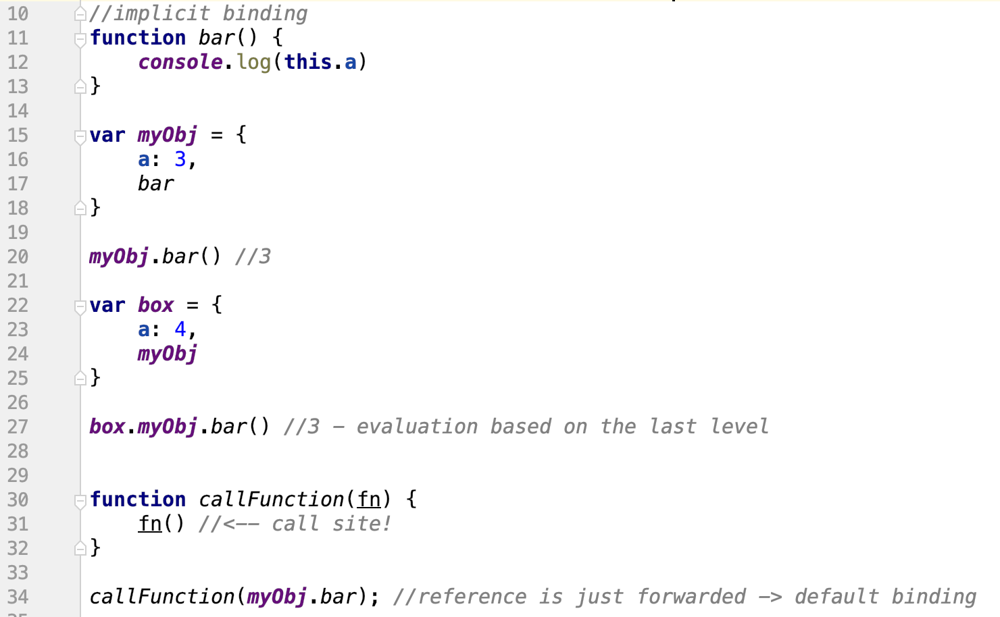 10 //implicit binding
11 function bar() {
12     console.log(this.a)
13 }
14
15 var myObj = {
16     a: 3,
17     bar
18 }
19
20 myObj.bar() //3
21
22 var box = {
23     a: 4,
24     myObj
25 }
26
27 box.myObj.bar() //3 - evaluation based on the last level
28
29
30 function callFunction(fn) {
31     fn() //<-- call site!
32 }
33
34 callFunction(myObj.bar); //reference is just forwarded -> default binding